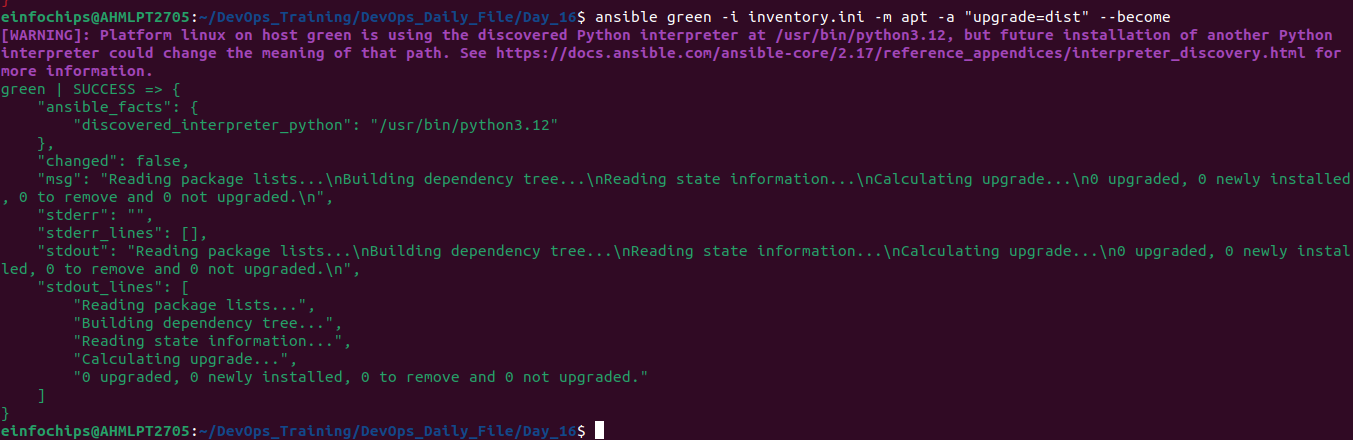 }
einfochips@AHMLPT2705:~/DevOps_Training/DevOps_Daily_File/Day_16$ ansible green -i inventory.ini -m apt -a "upgrade=dist" --become
[WARNING]: Platform linux on host green is using the discovered Python interpreter at /usr/bin/python3.12, but future installation of another Python
interpreter could change the meaning of that path. See https://docs.ansible.com/ansible-core/2.17/reference_appendices/interpreter_discovery.html for
more information.
green | SUCCESS => {
    "ansible_facts": {
        "discovered_interpreter_python": "/usr/bin/python3.12"
    },
    "changed": false,
    "msg": "Reading package lists...\nBuilding dependency tree...\nReading state information...\nCalculating upgrade...\n0 upgraded, 0 newly installed
, 0 to remove and 0 not upgraded.\n",
    "stderr": "",
    "stderr_lines": [],
    "stdout": "Reading package lists...\nBuilding dependency tree...\nReading state information...\nCalculating upgrade...\n0 upgraded, 0 newly instal
led, 0 to remove and 0 not upgraded.\n",
    "stdout_lines": [
        "Reading package lists...",
        "Building dependency tree...",
        "Reading state information...",
        "Calculating upgrade...",
        "0 upgraded, 0 newly installed, 0 to remove and 0 not upgraded."
    ]
}
einfochips@AHMLPT2705:~/DevOps_Training/DevOps_Daily_File/Day_16$